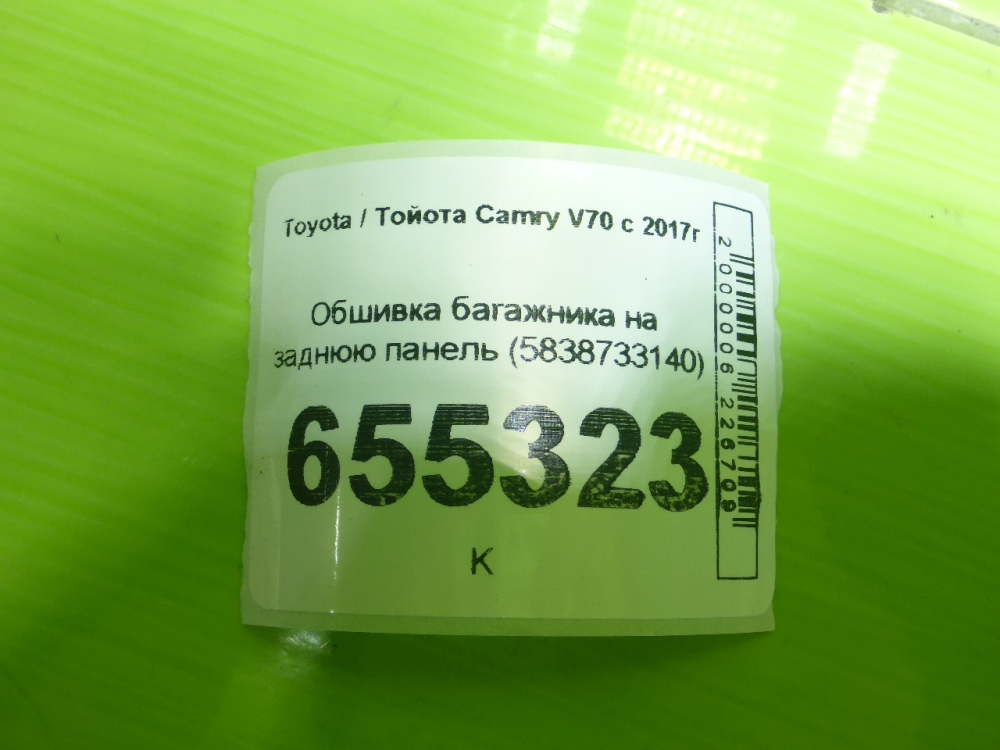 Toyota / Тойота Camry V70 с 2017г
Обшивка багажника на
заднюю панель (5838733140)
655323
К
2000006226709